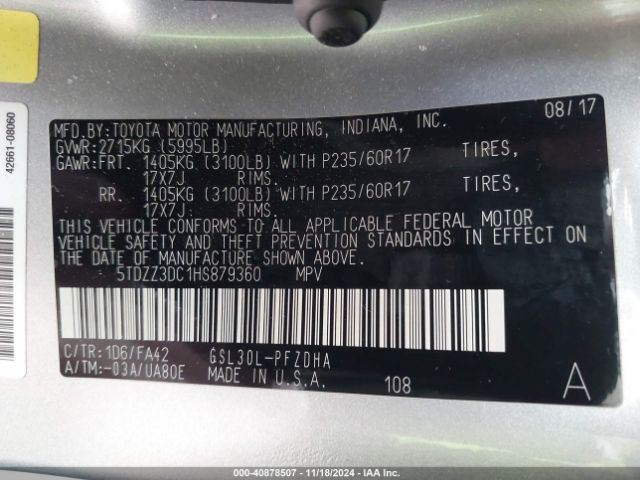 42661-08060
MFD.BY:TOYOTA MOTOR MANUFACTURING, INDIANA, INC. 08/17
GVWR:2715KG (5995LB)
GAWR:FRT. 1405KG (3100LB) WITH P235/60R17 TIRES,
17X7J RIMS.
RR. 1405KG (3100LB) WITH P235/60R17 TIRES,
17X7J RIMS.
THIS VEHICLE CONFORMS TO ALL APPLICABLE FEDERAL MOTOR
VEHICLE SAFETY AND THEFT PREVENTION STANDARDS IN EFFECT ON
THE DATE OF MANUFACTURE SHOWN ABOVE.
5TDZZ3DC1HS879360 MPV
C/TR:1D6/FA42 GSL30L-PFZDHA
A/TM:-03A/UA80E MADE IN U.S.A. 108 A
000-40878507 - 11/18/2024 - IAA Inc.